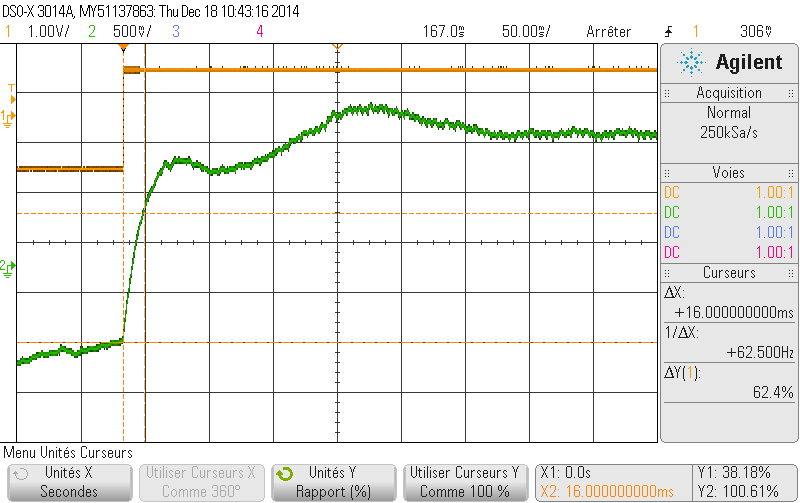 DSO-X 3014A, MY51137863: Thu Dec 18 10:43:16 2014
1 1.00V/ 2 500mV/ 3 4 167.0ms 50.00ms/ Arrêter 1 306mV
Agilent
Acquisition
Normal
250kSa/s
Voies
DC 1.00:1
DC 1.00:1
DC 1.00:1
DC 1.00:1
Curseurs
ΔX:
+16.000000000ms
1/ΔX:
+62.500Hz
ΔY(1):
62.4%
T
1
2
Menu Unités Curseurs
Unités X
Secondes
Utiliser Curseurs X
Comme 360°
Unités Y
Rapport (%)
Utiliser Curseurs Y
Comme 100 %
X1: 0.0s
X2: 16.000000000ms
Y1: 38.18%
Y2: 100.61%